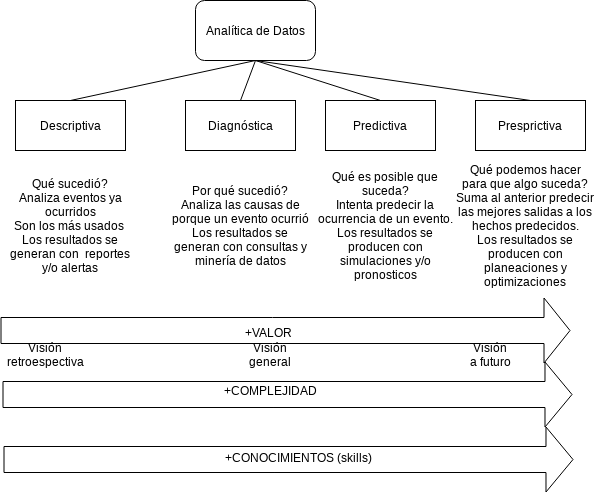 Analítica de Datos
Descriptiva
Diagnóstica
Predictiva
Presprictiva
Qué sucedió?
Analiza eventos ya
ocurridos
Son los más usados
Los resultados se
generan con reportes
y/o alertas
Por qué sucedió?
Analiza las causas de
porque un evento ocurrió
Los resultados se
generan con consultas y
minería de datos
Qué es posible que
suceda?
Intenta predecir la
ocurrencia de un evento.
Los resultados se
producen con
simulaciones y/o
pronosticos
Qué podemos hacer
para que algo suceda?
Suma al anterior predecir
las mejores salidas a los
hechos predecidos.
Los resultados se
producen con
planeaciones y
optimizaciones
+VALOR
Visión
retroespectiva
Visión
general
Visión
a futuro
+COMPLEJIDAD
+CONOCIMIENTOS (skills)